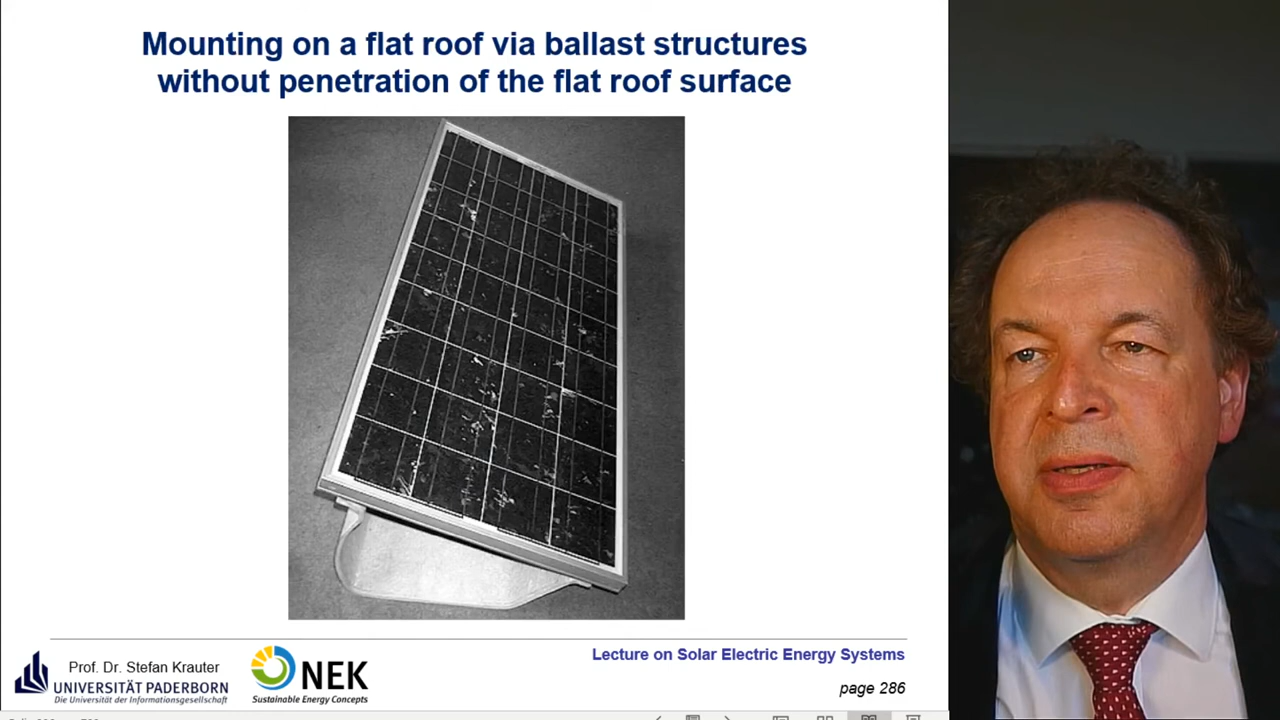 Mounting on a flat roof via ballast structures
without penetration of the flat roof surface
Prof. Dr. Stefan Krauter
UNIVERSITÄT PADERBORN
Die Universität der Informationsgesellschaft
NEK
Sustainable Energy Concepts
Lecture on Solar Electric Energy Systems
page 286